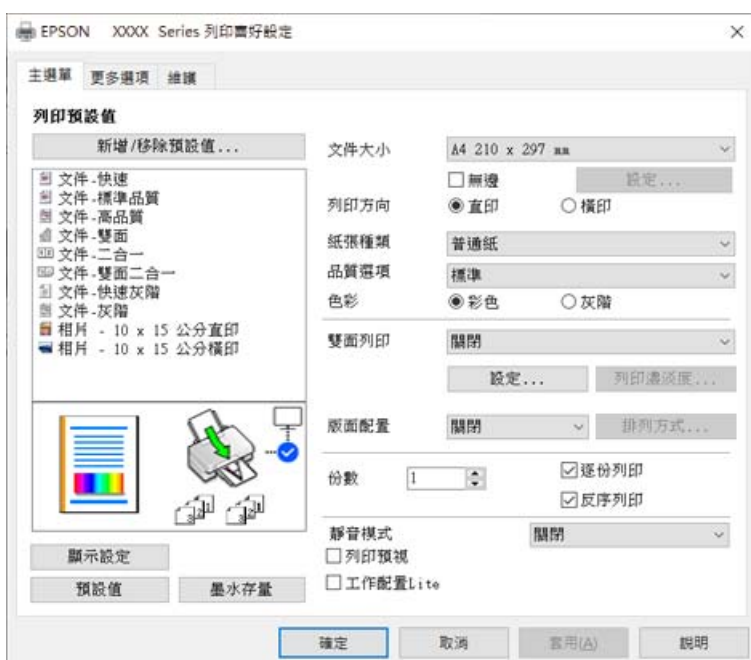 EPSON XXXX Series 列印喜好設定
主選單 更多選項 維護
列印預設值
新增/移除預設值...
文件-快速
文件-標準品質
文件-高品質
文件-雙面
文件-二合一
文件-雙面二合一
文件-快速灰階
文件-灰階
相片 - 10 x 15 公分直印
相片 - 10 x 15 公分橫印
顯示設定
預設值 墨水存量
文件大小 A4 210 x 297 mm
無邊 設定...
列印方向 直印 橫印
紙張種類 普通紙
品質選項 標準
色彩 彩色 灰階
雙面列印 關閉
設定... 列印濃淡度...
版面配置 關閉 排列方式...
份數 1 逐份列印
反序列印
靜音模式 關閉
列印預視
工作配置Lite
確定 取消 套用(A) 說明